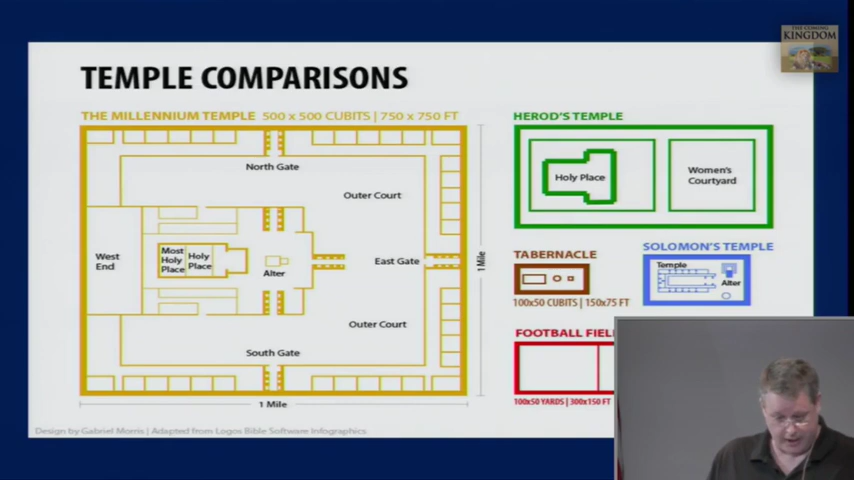 THE COMING
KINGDOM
TEMPLE COMPARISONS
THE MILLENNIUM TEMPLE 500 x 500 CUBITS | 750 x 750 FT
North Gate
Outer Court
West
End
Most
Holy
Place
Holy
Place
Alter
East Gate
1 Mile
Outer Court
South Gate
1 Mile
HEROD'S TEMPLE
Holy Place
Women's
Courtyard
TABERNACLE
100x50 CUBITS | 150x75 FT
SOLOMON'S TEMPLE
Temple
Alter
FOOTBALL FIEL
100x50 YARDS | 300x150 FT
Design by Gabriel Morris | Adapted from Logos Bible Software Infographics